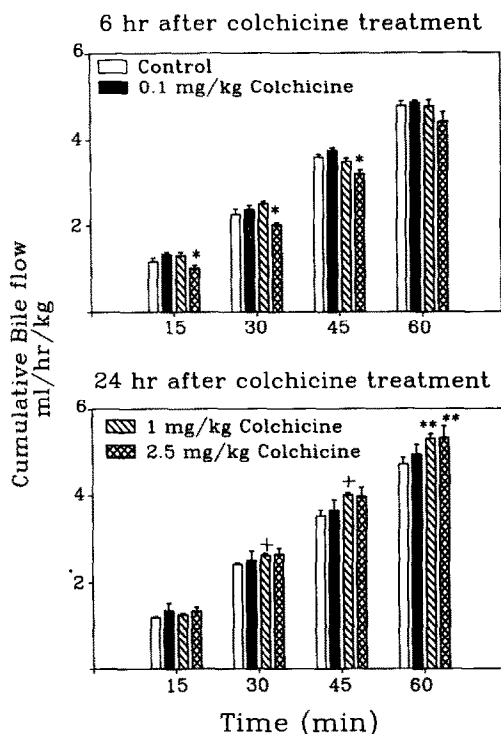 6 hr after colchicine treatment
6
Control
0.1 mg/kg Colchicine
4
*
*
2
*
15 30 45 60
Cumulative Bile flow
ml/hr/kg
24 hr after colchicine treatment
6
1 mg/kg Colchicine
** **
2.5 mg/kg Colchicine
+
4
+
2
15 30 45 60
Time (min)